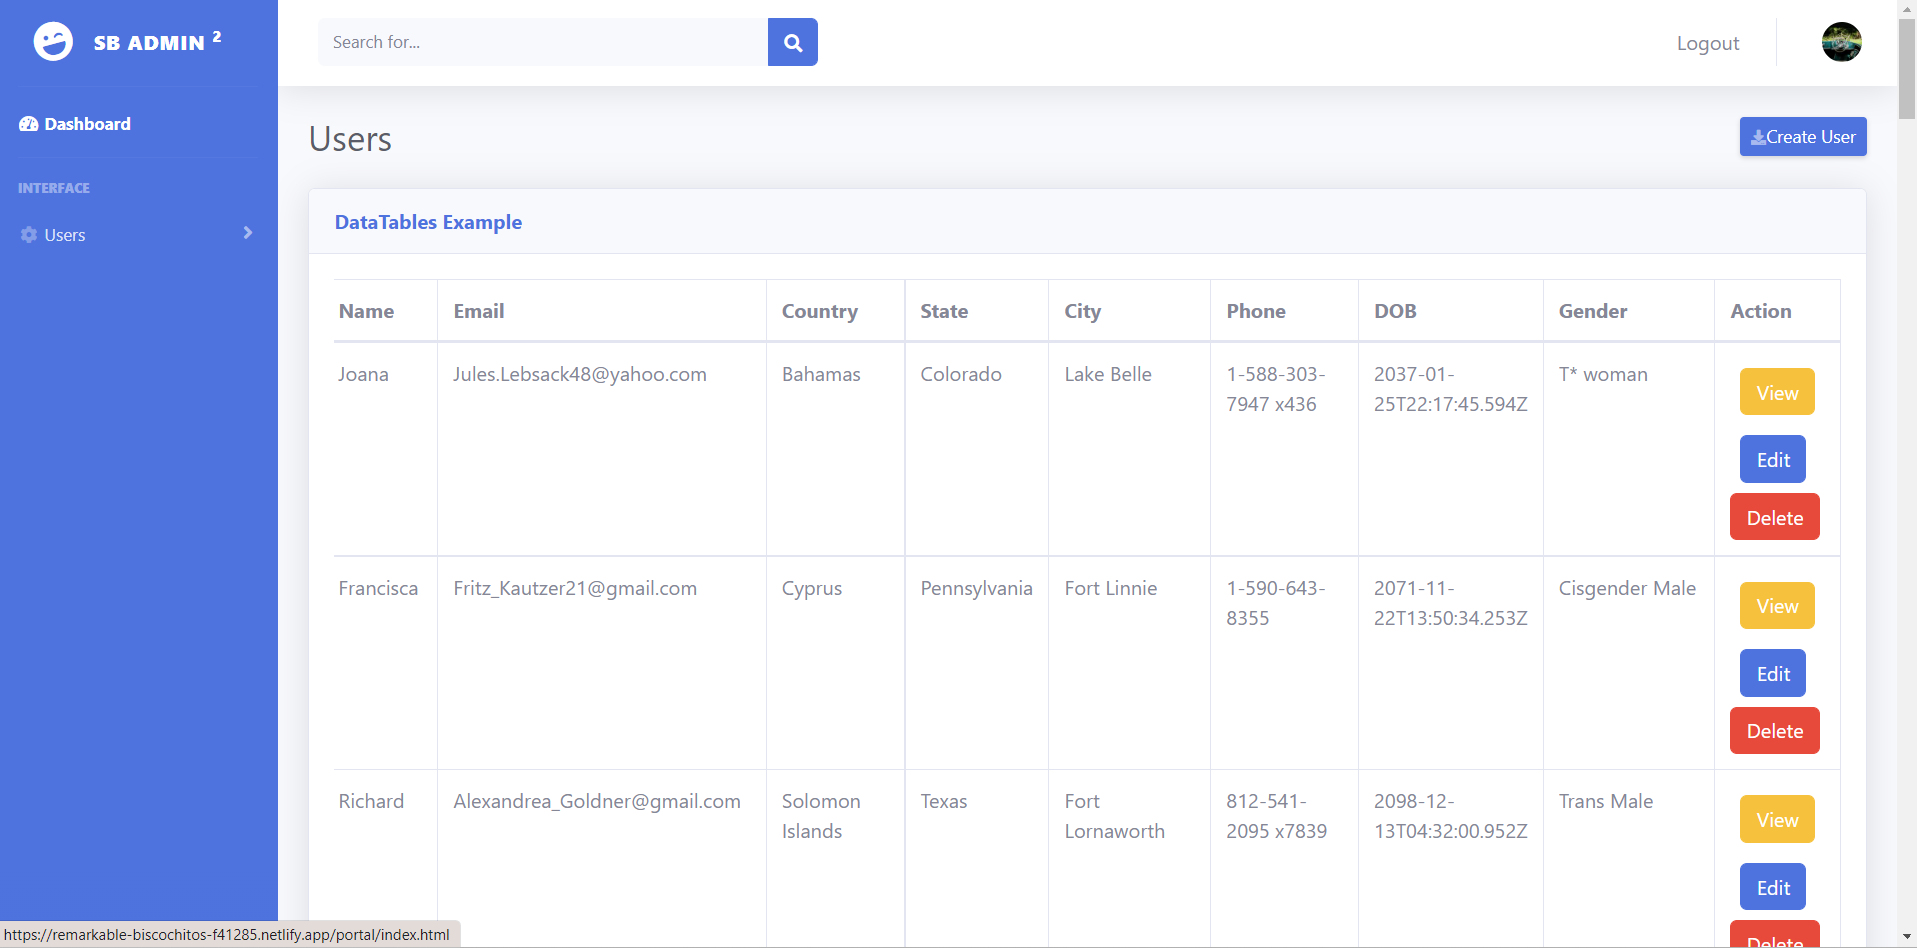 SB ADMIN 2
Search for...
Logout
Dashboard
INTERFACE
Users
Users
Create User
DataTables Example
Name Email Country State City Phone DOB Gender Action
Joana Jules.Lebsack48@yahoo.com Bahamas Colorado Lake Belle 1-588-303- 2037-01- T* woman
7947 x436 25T22:17:45.594Z
View
Edit
Delete
Francisca Fritz_Kautzer21@gmail.com Cyprus Pennsylvania Fort Linnie 1-590-643- 2071-11- Cisgender Male
8355 22T13:50:34.253Z
View
Edit
Delete
Richard Alexandrea_Goldner@gmail.com Solomon Texas Fort 812-541- 2098-12- Trans Male
Islands Lornaworth 2095 x7839 13T04:32:00.952Z
View
Edit
Delete
https://remarkable-biscochitos-f41285.netlify.app/portal/index.html